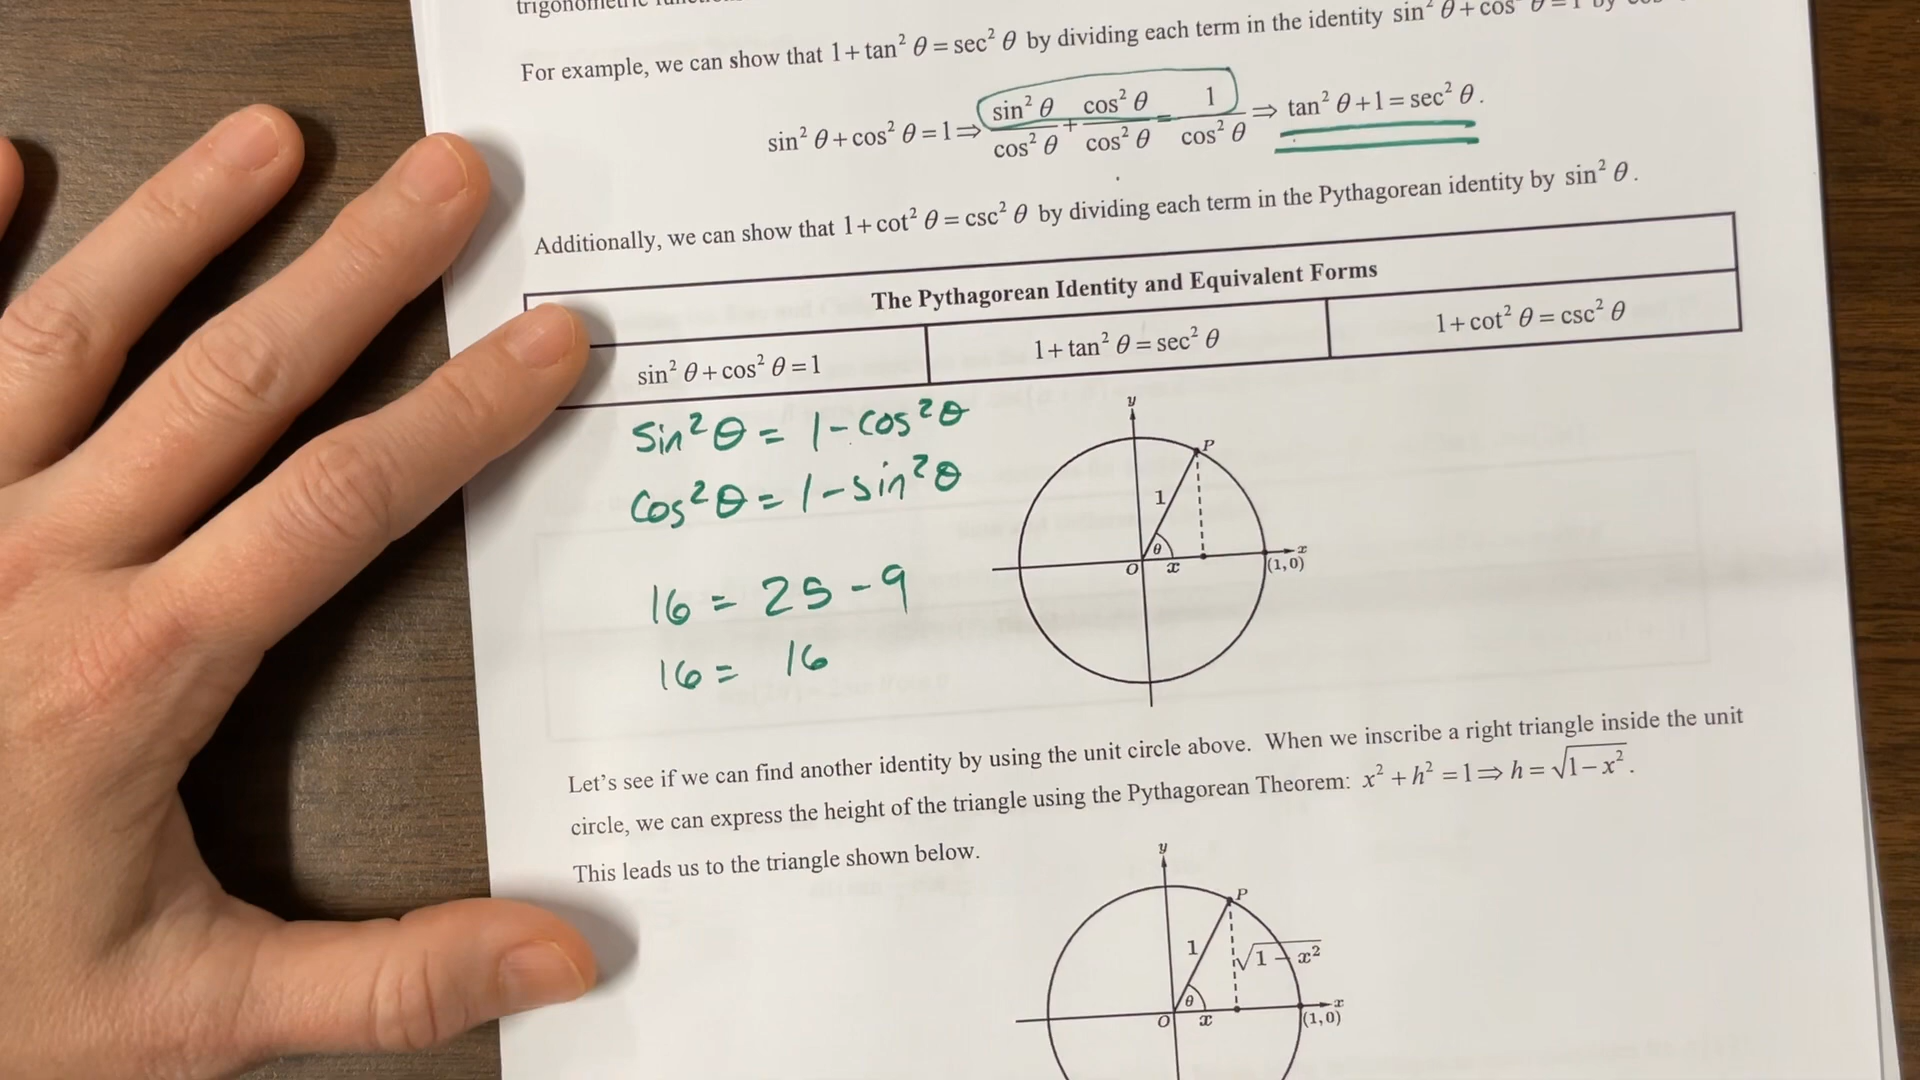 For example, we can show that 1 + tan² θ = sec² θ by dividing each term in the identity sin² θ + cos² θ = 1 by
sin² θ + cos² θ = 1 ⇒ sin² θ / cos² θ + cos² θ / cos² θ = 1 / cos² θ ⇒ tan² θ + 1 = sec² θ.
Additionally, we can show that 1 + cot² θ = csc² θ by dividing each term in the Pythagorean identity by sin² θ.
The Pythagorean Identity and Equivalent Forms
sin² θ + cos² θ = 1
1 + tan² θ = sec² θ
1 + cot² θ = csc² θ
sin²θ = 1 - cos²θ
cos²θ = 1 - sin²θ
16 = 25 - 9
16 = 16
y
P
1
θ
O
x
x
(1,0)
Let's see if we can find another identity by using the unit circle above. When we inscribe a right triangle inside the unit
circle, we can express the height of the triangle using the Pythagorean Theorem: x² + h² = 1 ⇒ h = √1 − x².
This leads us to the triangle shown below.
y
P
1
√1 − x²
θ
O
x
x
(1,0)